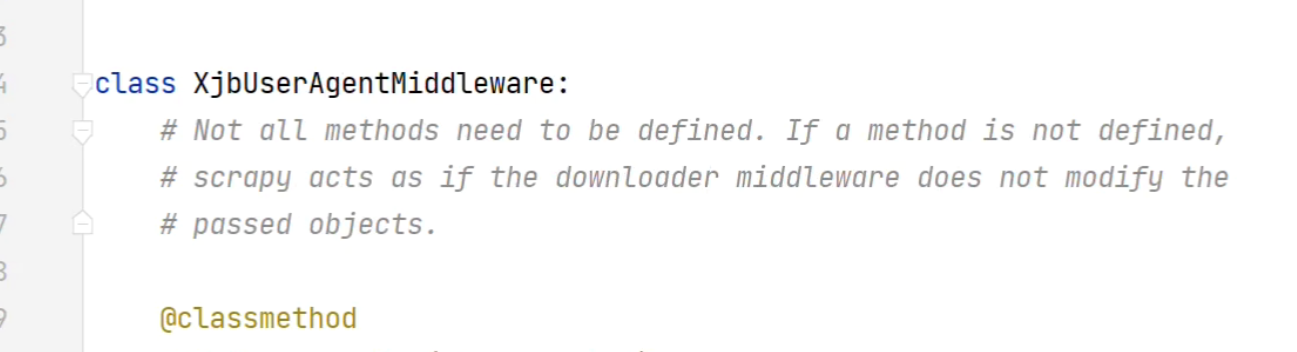 3
4 class XjbUserAgentMiddleware:
5 # Not all methods need to be defined. If a method is not defined,
6 # scrapy acts as if the downloader middleware does not modify the
7 # passed objects.
8
9 @classmethod